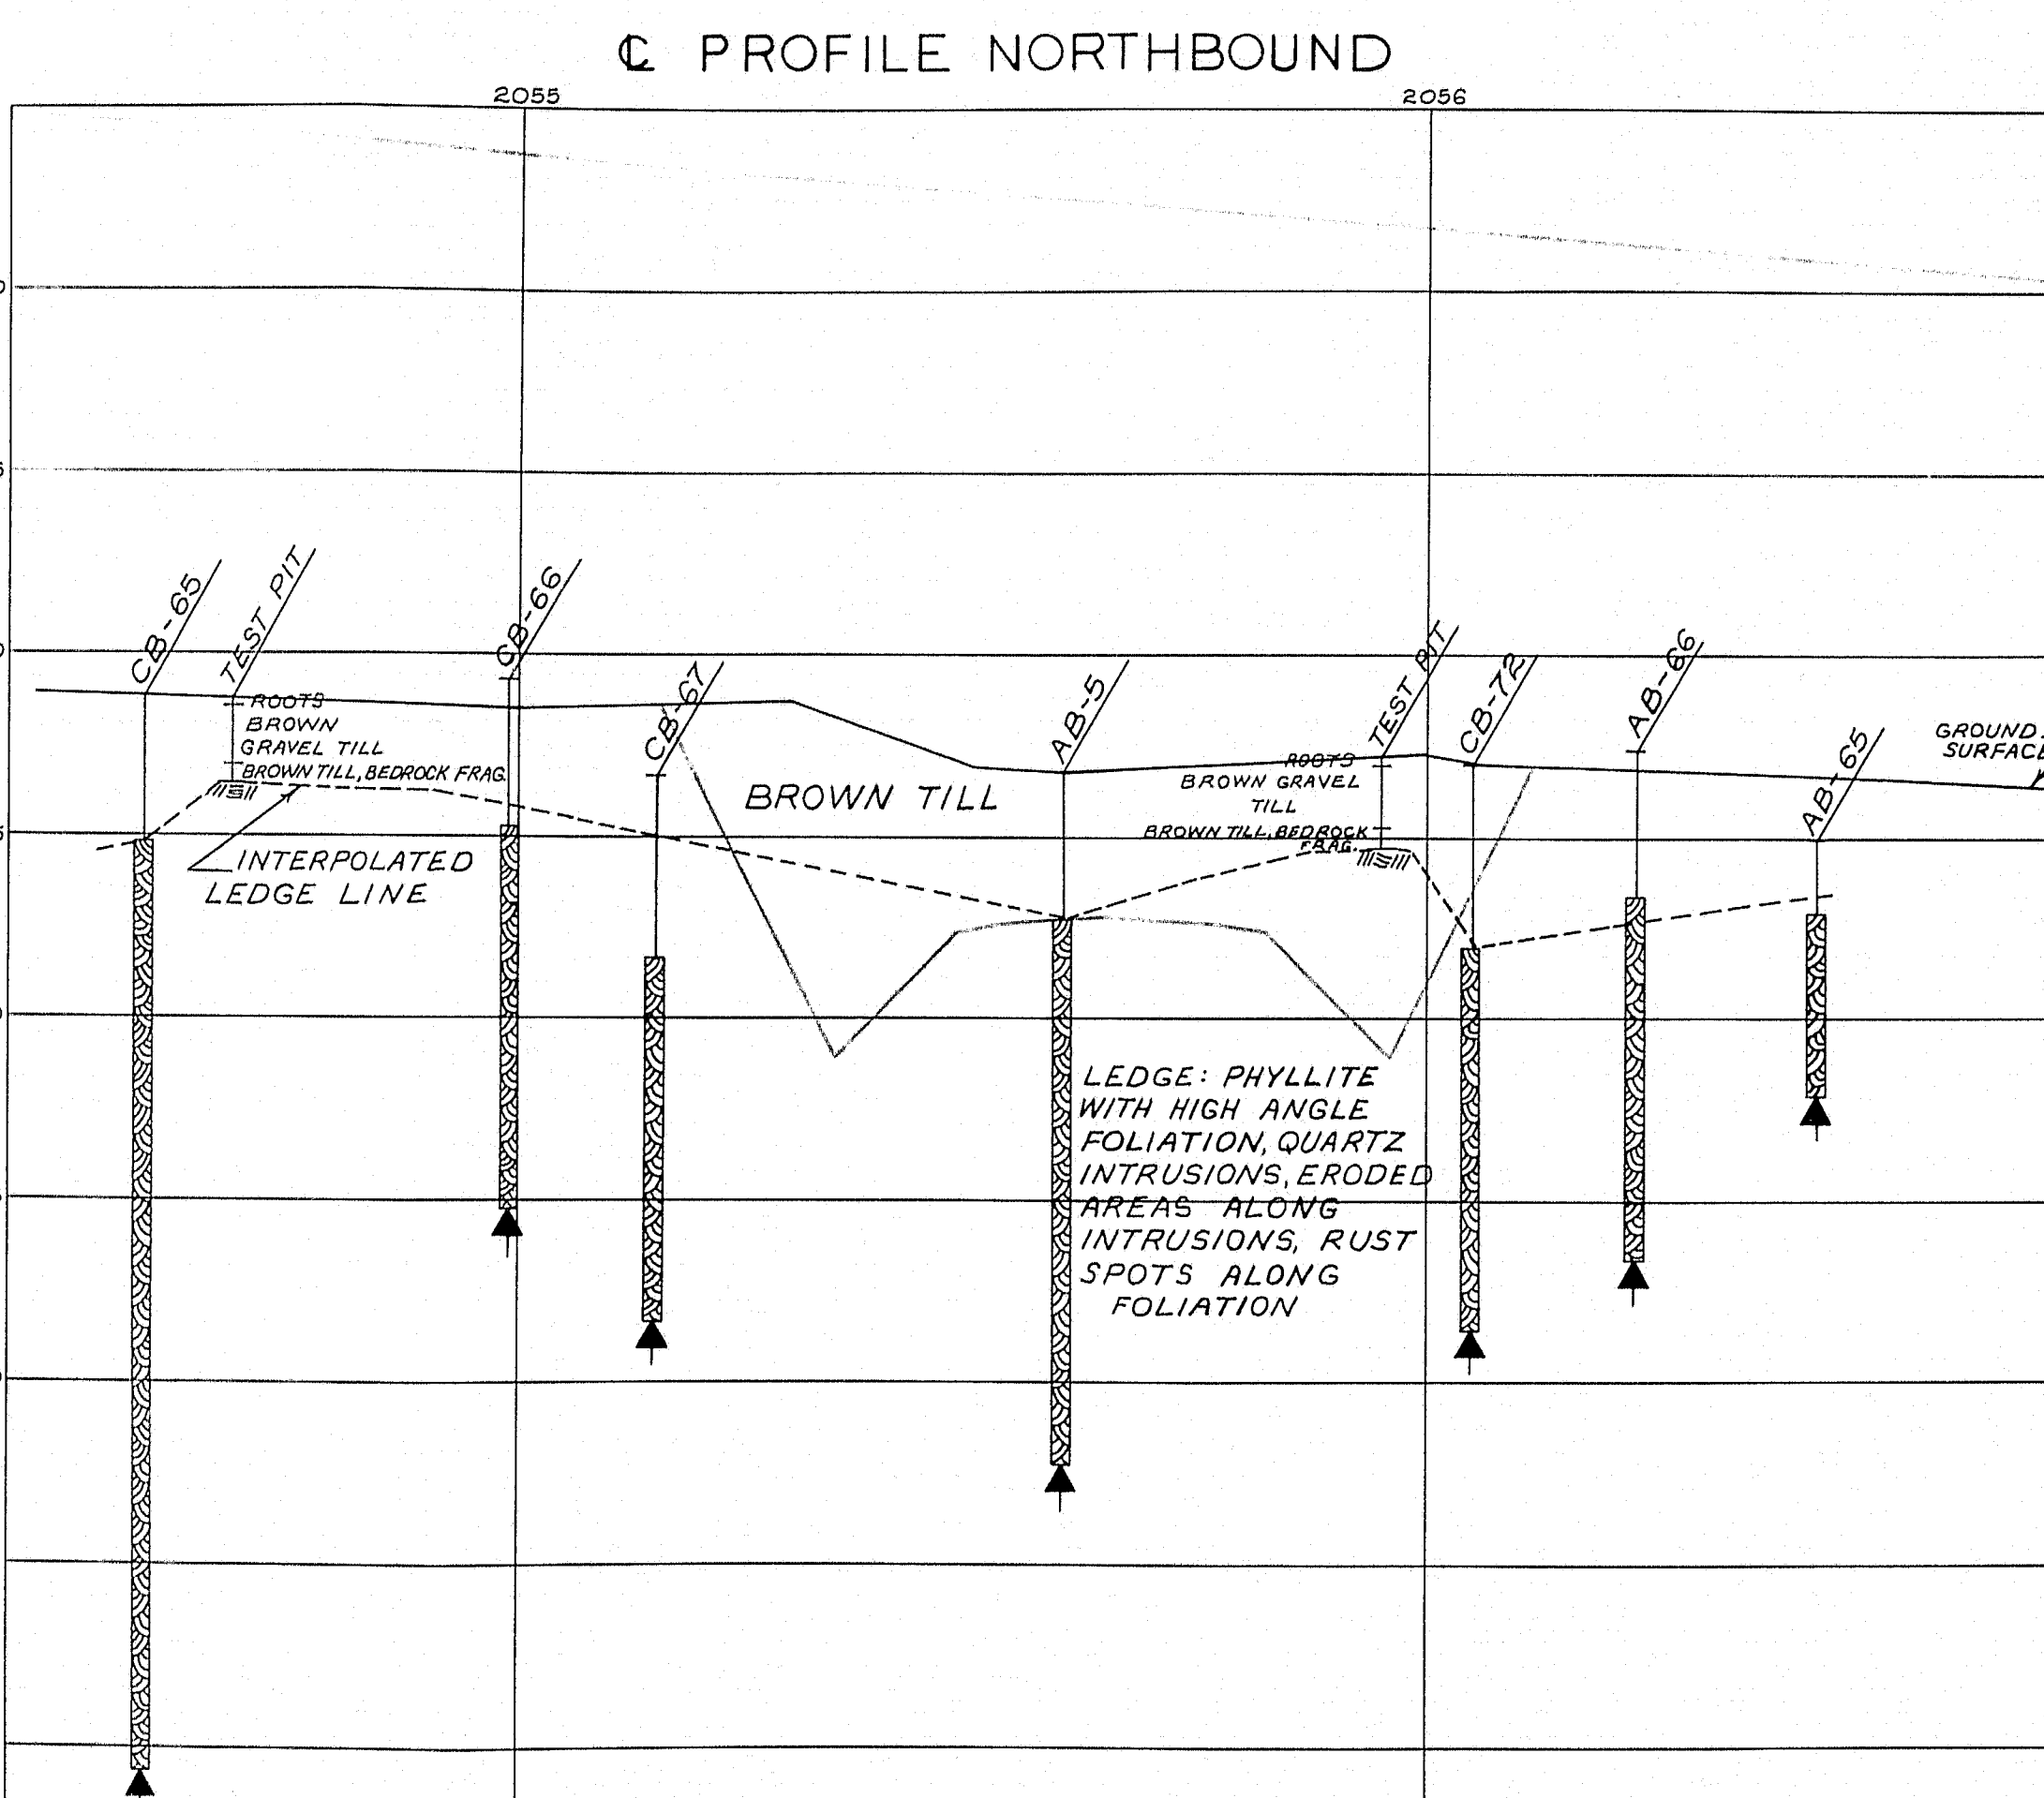 ℄ PROFILE NORTHBOUND
2055
2056
CB-65
TEST PIT
CB-66
CB-67
AB-5
TEST PIT
CB-72
AB-66
AB-65
ROOTS
BROWN
GRAVEL TILL
BROWN TILL, BEDROCK FRAG.
INTERPOLATED
LEDGE LINE
BROWN TILL
ROOTS
BROWN GRAVEL
TILL
BROWN TILL, BEDROCK
FRAG.
GROUND
SURFACE
LEDGE: PHYLLITE
WITH HIGH ANGLE
FOLIATION, QUARTZ
INTRUSIONS, ERODED
AREAS ALONG
INTRUSIONS, RUST
SPOTS ALONG
FOLIATION